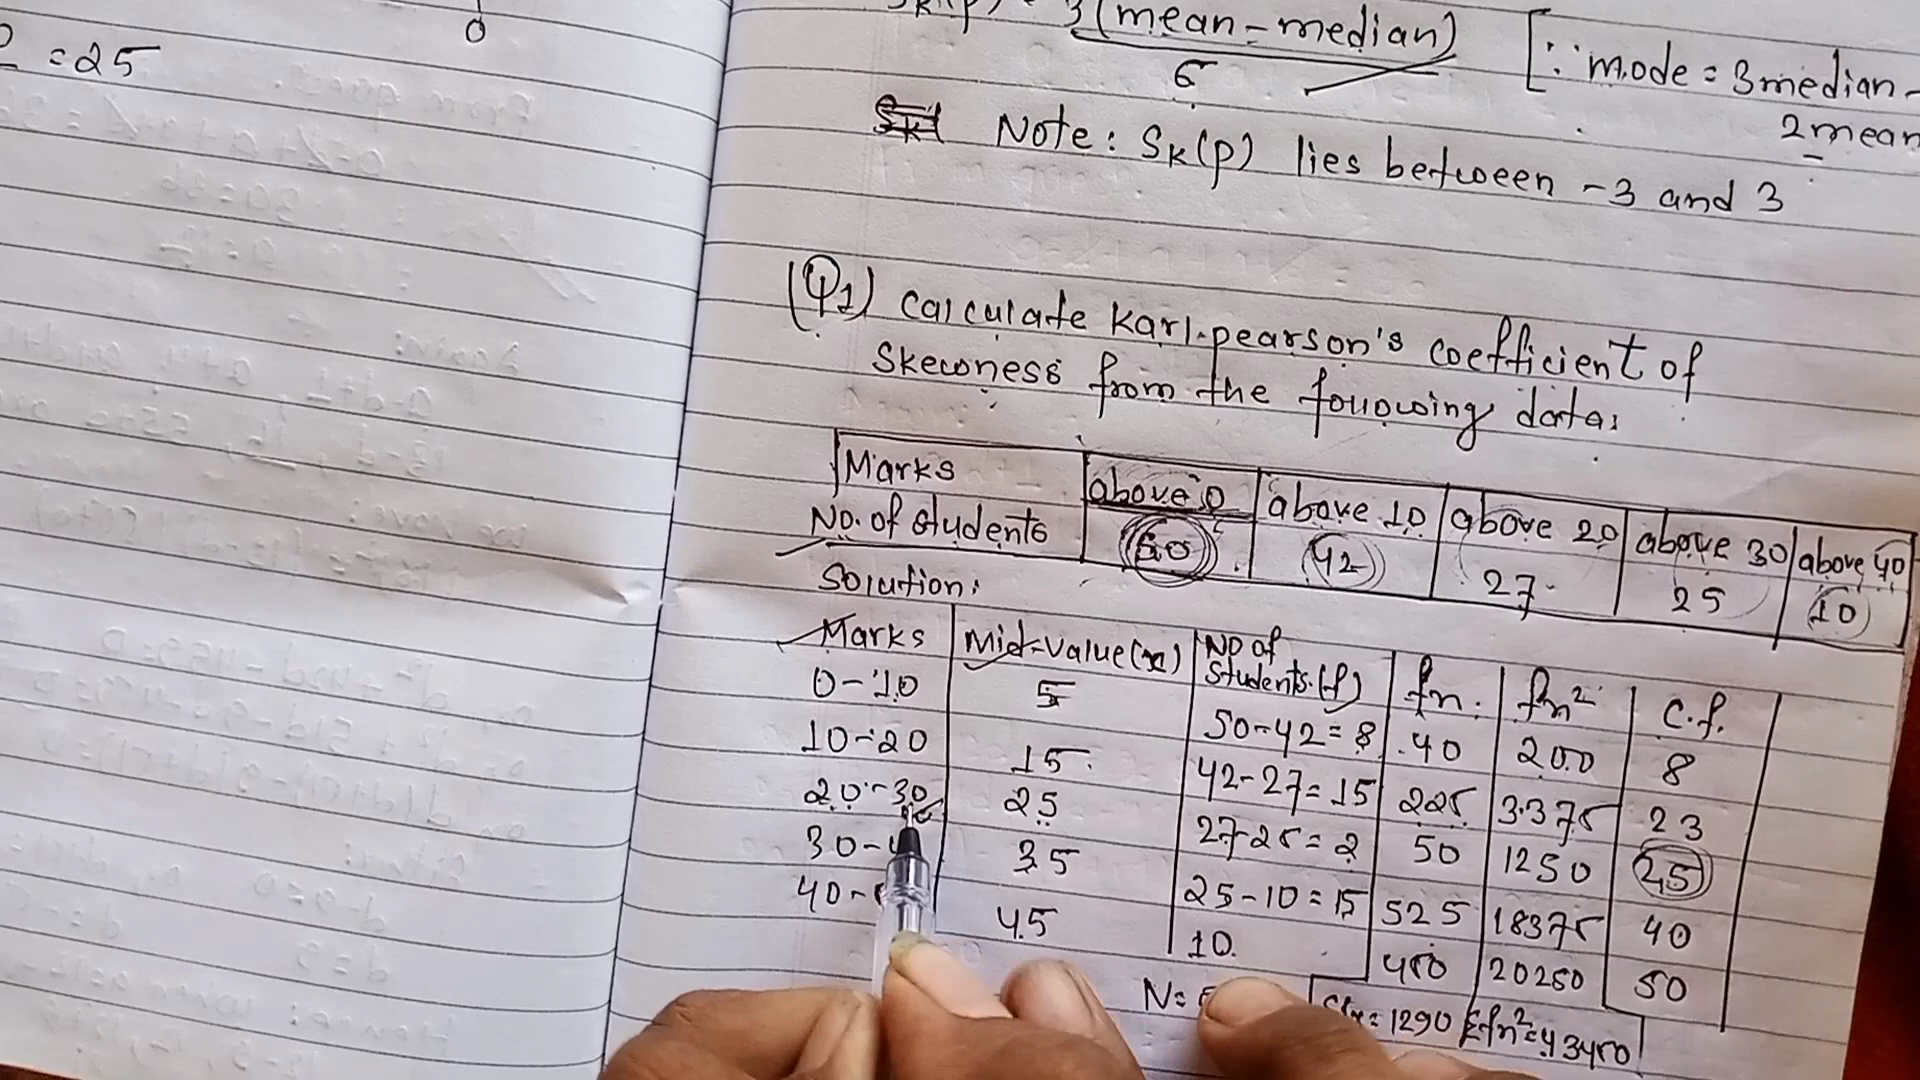 0
= 25
Sk(p) = 3(mean - median)
σ
[∵ mode = 3median -
2mean
Note: Sk(p) lies between -3 and 3
(Q1) Calculate Karl-pearson's coefficient of
Skewness from the following data:
Marks | above 0 | above 10 | above 20 | above 30 | above 40
No. of students | 50 | 42 | 27 | 25 | 10
Solution:
Marks | Mid-value(x) | No of Students (f) | fx | fx² | c.f.
0-10 | 5 | 50-42=8 | 40 | 200 | 8
10-20 | 15 | 42-27=15 | 225 | 3375 | 23
20-30 | 25 | 27-25=2 | 50 | 1250 | 25
30- | 35 | 25-10=15 | 525 | 18375 | 40
40- | 45 | 10 | 450 | 20250 | 50
N= | = 1290 | Σfx²=43450